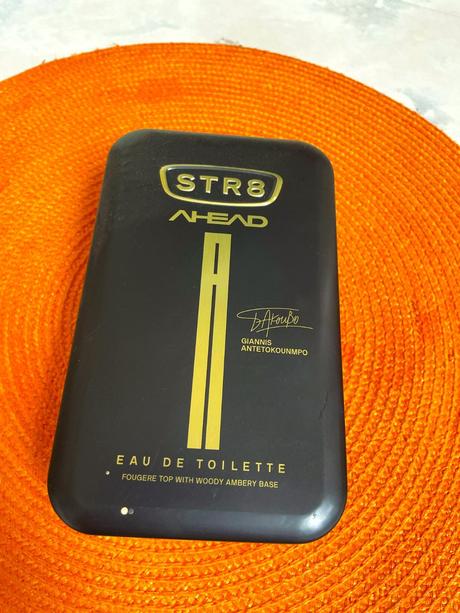 STR8
AHEAD
GIANNIS
ANTETOKOUNMPO
EAU DE TOILETTE
FOUGERE TOP WITH WOODY AMBERY BASE